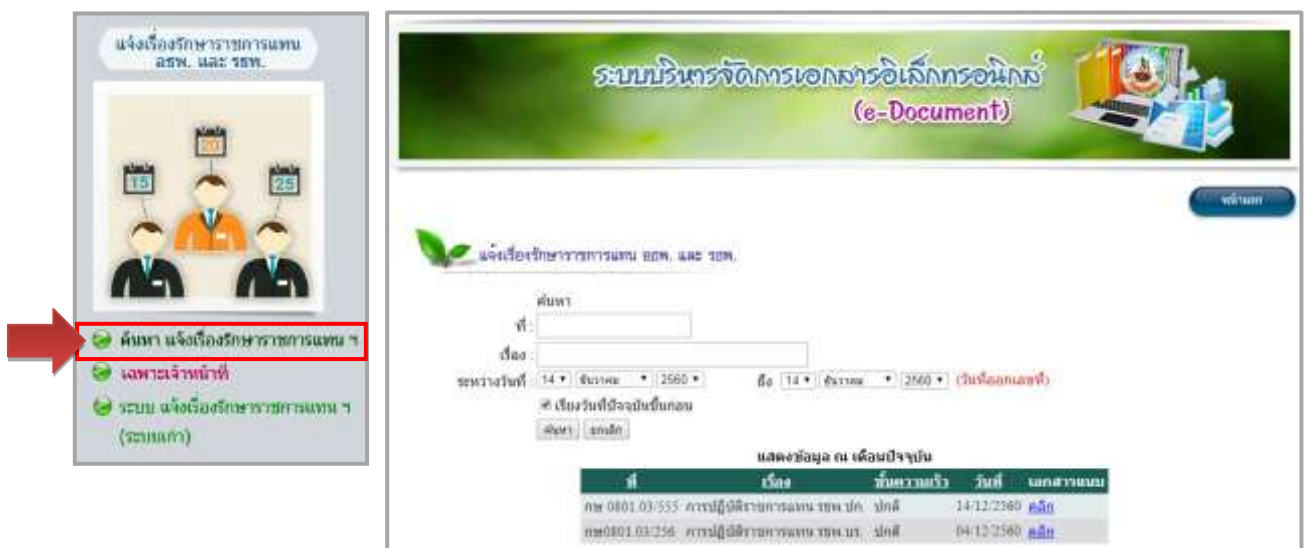 แจ้งเรื่องรักษาราชการแทน
อธพ. และ รธพ.
20
15
25
ค้นหา แจ้งเรื่องรักษาราชการแทน ฯ
เฉพาะเจ้าหน้าที่
ระบบ แจ้งเรื่องรักษาราชการแทน ฯ
(ระบบเก่า)
ระบบบริหารจัดการเอกสารอิเล็กทรอนิกส์
(e-Document)
หน้าแรก
แจ้งเรื่องรักษาราชการแทน อธพ. และ รธพ.
ค้นหา
ที่ :
เรื่อง :
ระหว่างวันที่ 14 ธันวาคม 2560 ถึง 14 ธันวาคม 2560 (วันที่ออกเลขที่)
เรียงวันที่ปัจจุบันขึ้นก่อน
ค้นหา ยกเลิก
แสดงข้อมูล ณ เดือนปัจจุบัน
ที่ เรื่อง ชั้นความเร็ว วันที่ เอกสารแนบ
กษ 0801.03/555 การปฏิบัติราชการแทน รธพ.ปก. ปกติ 14/12/2560 คลิก
กษ0801.03/256 การปฏิบัติราชการแทน รธพ.บร. ปกติ 04/12/2560 คลิก